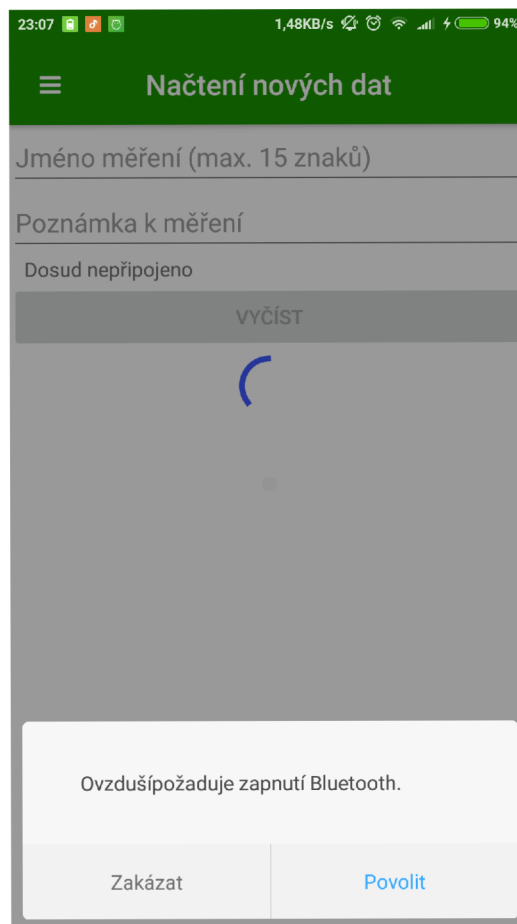 23:07 1,48KB/s 94%
Načtení nových dat
Jméno měření (max. 15 znaků)
Poznámka k měření
Dosud nepřipojeno
VYČÍST
Ovzdušípožaduje zapnutí Bluetooth.
Zakázat Povolit